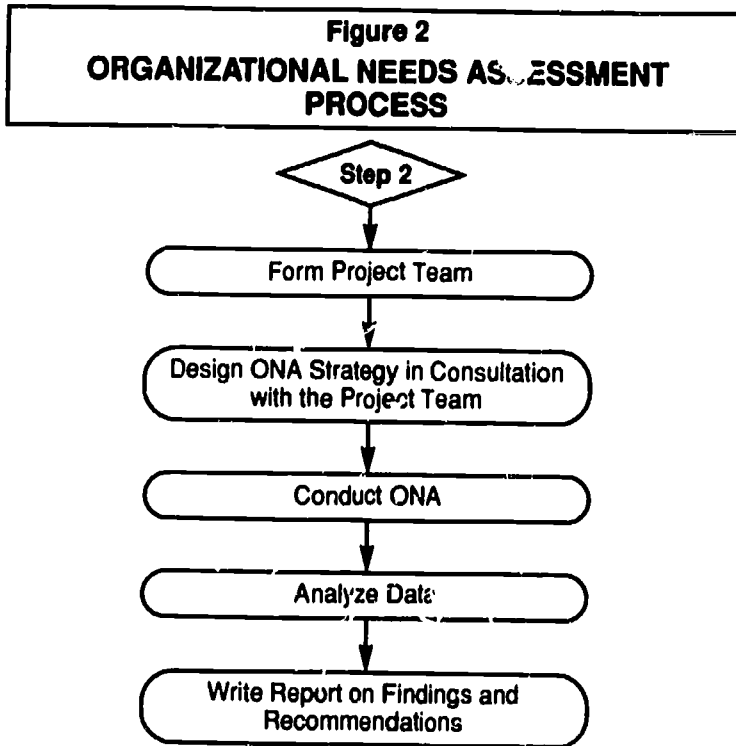 Figure 2
ORGANIZATIONAL NEEDS ASSESSMENT
PROCESS
Step 2
Form Project Team
Design ONA Strategy in Consultation
with the Project Team
Conduct ONA
Analyze Data
Write Report on Findings and
Recommendations